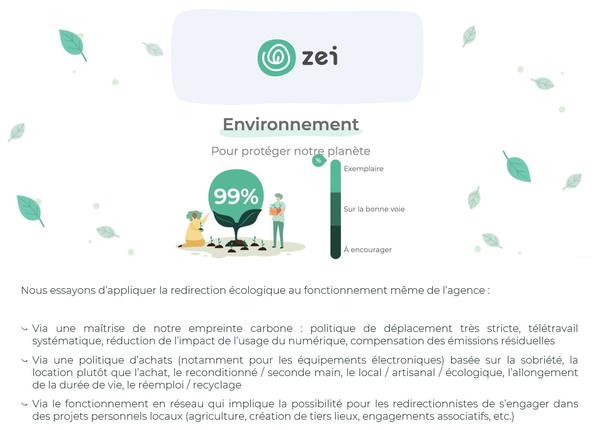 zei
Environnement
Pour protéger notre planète
%
Exemplaire
99%
Sur la bonne voie
À encourager
Nous essayons d’appliquer la redirection écologique au fonctionnement même de l’agence :
Via une maîtrise de notre empreinte carbone : politique de déplacement très stricte, télétravail
systématique, réduction de l’impact de l’usage du numérique, compensation des émissions résiduelles
Via une politique d’achats (notamment pour les équipements électroniques) basée sur la sobriété, la
location plutôt que l’achat, le reconditionné / seconde main, le local / artisanal / écologique, l’allongement
de la durée de vie, le réemploi / recyclage
Via le fonctionnement en réseau qui implique la possibilité pour les redirectionnistes de s’engager dans
des projets personnels locaux (agriculture, création de tiers lieux, engagements associatifs, etc.)